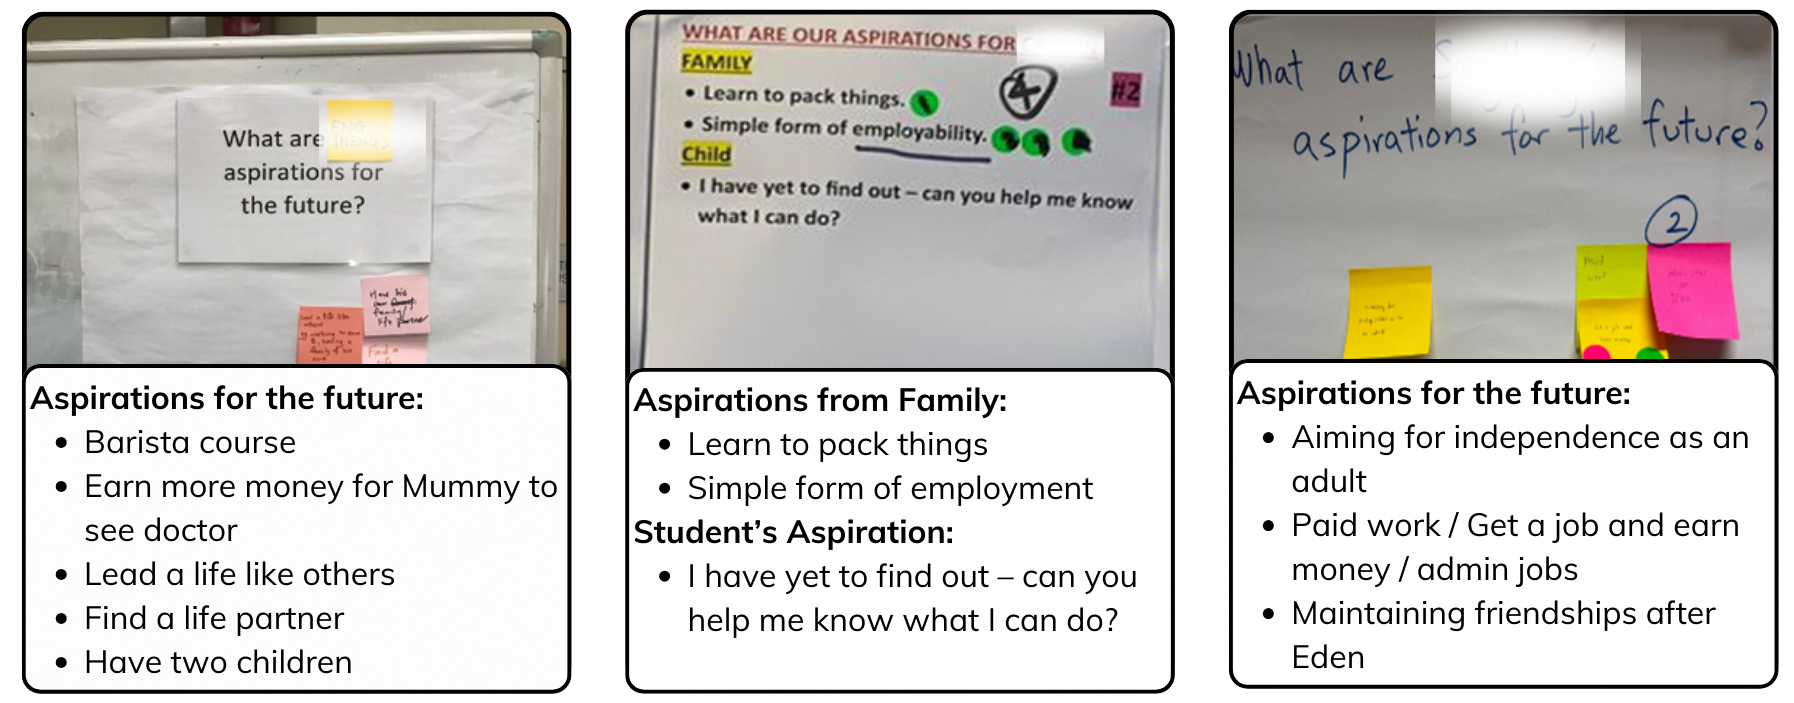 What are
aspirations for
the future?
Have his
own
family/
life partner
Find a
life
Aspirations for the future:
• Barista course
• Earn more money for Mummy to
see doctor
• Lead a life like others
• Find a life partner
• Have two children
WHAT ARE OUR ASPIRATIONS FOR
FAMILY
• Learn to pack things.
④
#2
• Simple form of employability.
Child
• I have yet to find out – can you help me know
what I can do?
Aspirations from Family:
• Learn to pack things
• Simple form of employment
Student’s Aspiration:
• I have yet to find out – can you
help me know what I can do?
What are
aspirations for the future?
②
Paid
work
Aspirations for the future:
• Aiming for independence as an
adult
• Paid work / Get a job and earn
money / admin jobs
• Maintaining friendships after
Eden